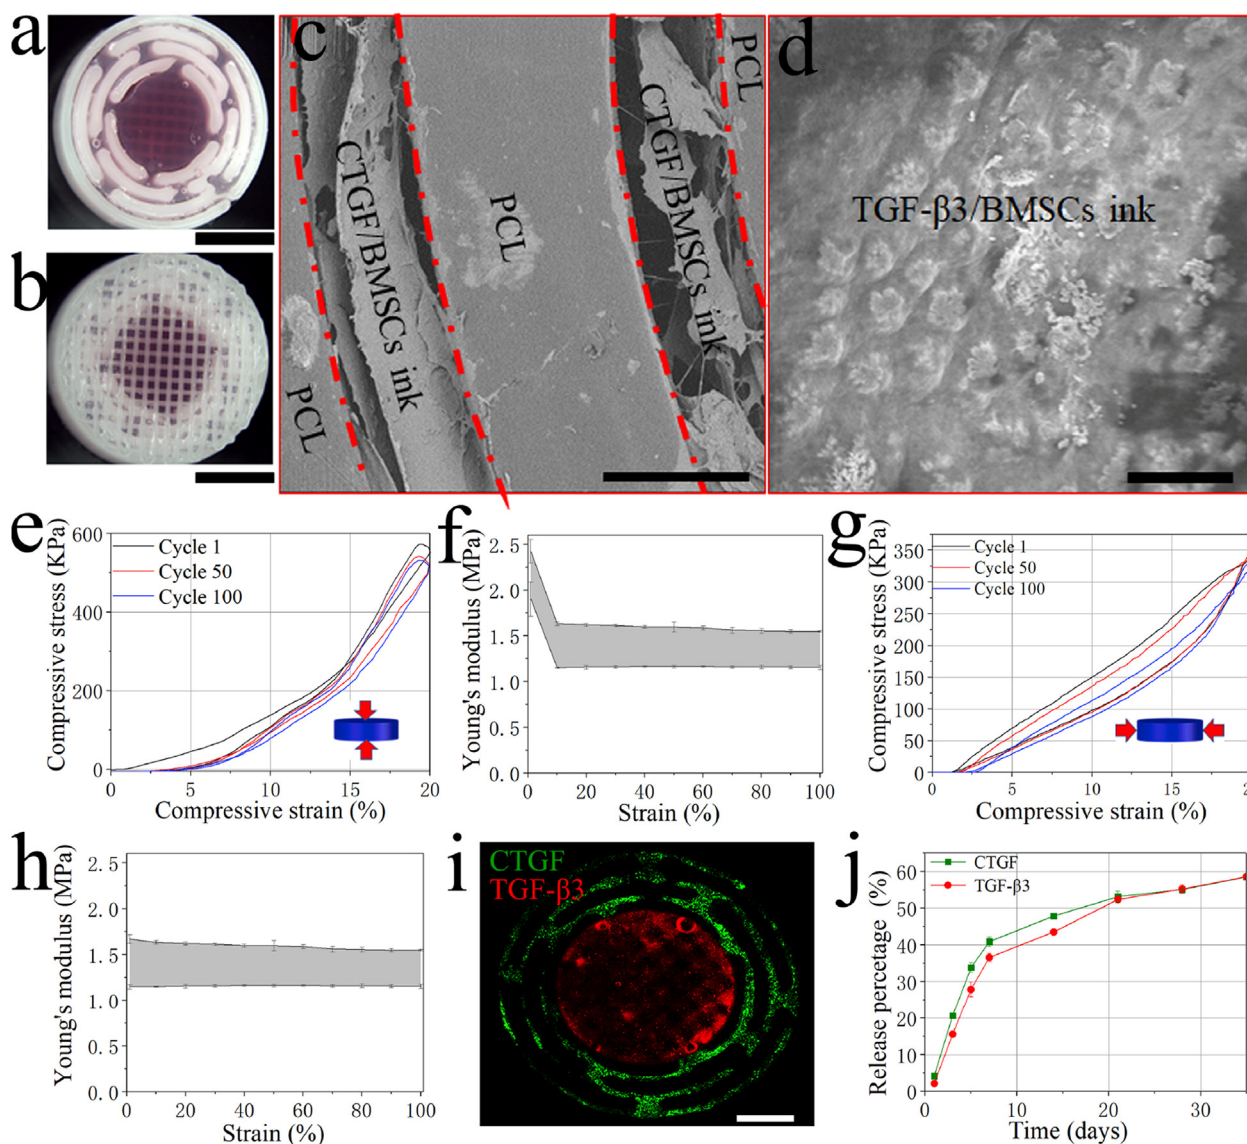 a
b
c
PCL
CTGF/BMSCs ink
PCL
CTGF/BMSCs ink
PCL
d
TGF-β3/BMSCs ink
e
Compressive stress (KPa)
600
400
200
0
Cycle 1
Cycle 50
Cycle 100
0 5 10 15 20
Compressive strain (%)
f
Young's modulus (MPa)
2.5
2.0
1.5
1.0
0.5
0.0
0 20 40 60 80 100
Strain (%)
g
Compressive stress (KPa)
350
300
250
200
150
100
50
0
Cycle 1
Cycle 50
Cycle 100
0 5 10 15 20
Compressive strain (%)
h
Young's modulus (MPa)
2.5
2.0
1.5
1.0
0.5
0.0
0 20 40 60 80 100
Strain (%)
i
CTGF
TGF-β3
j
Release percetage (%)
60
50
40
30
20
10
0
CTGF
TGF-β3
0 10 20 30
Time (days)